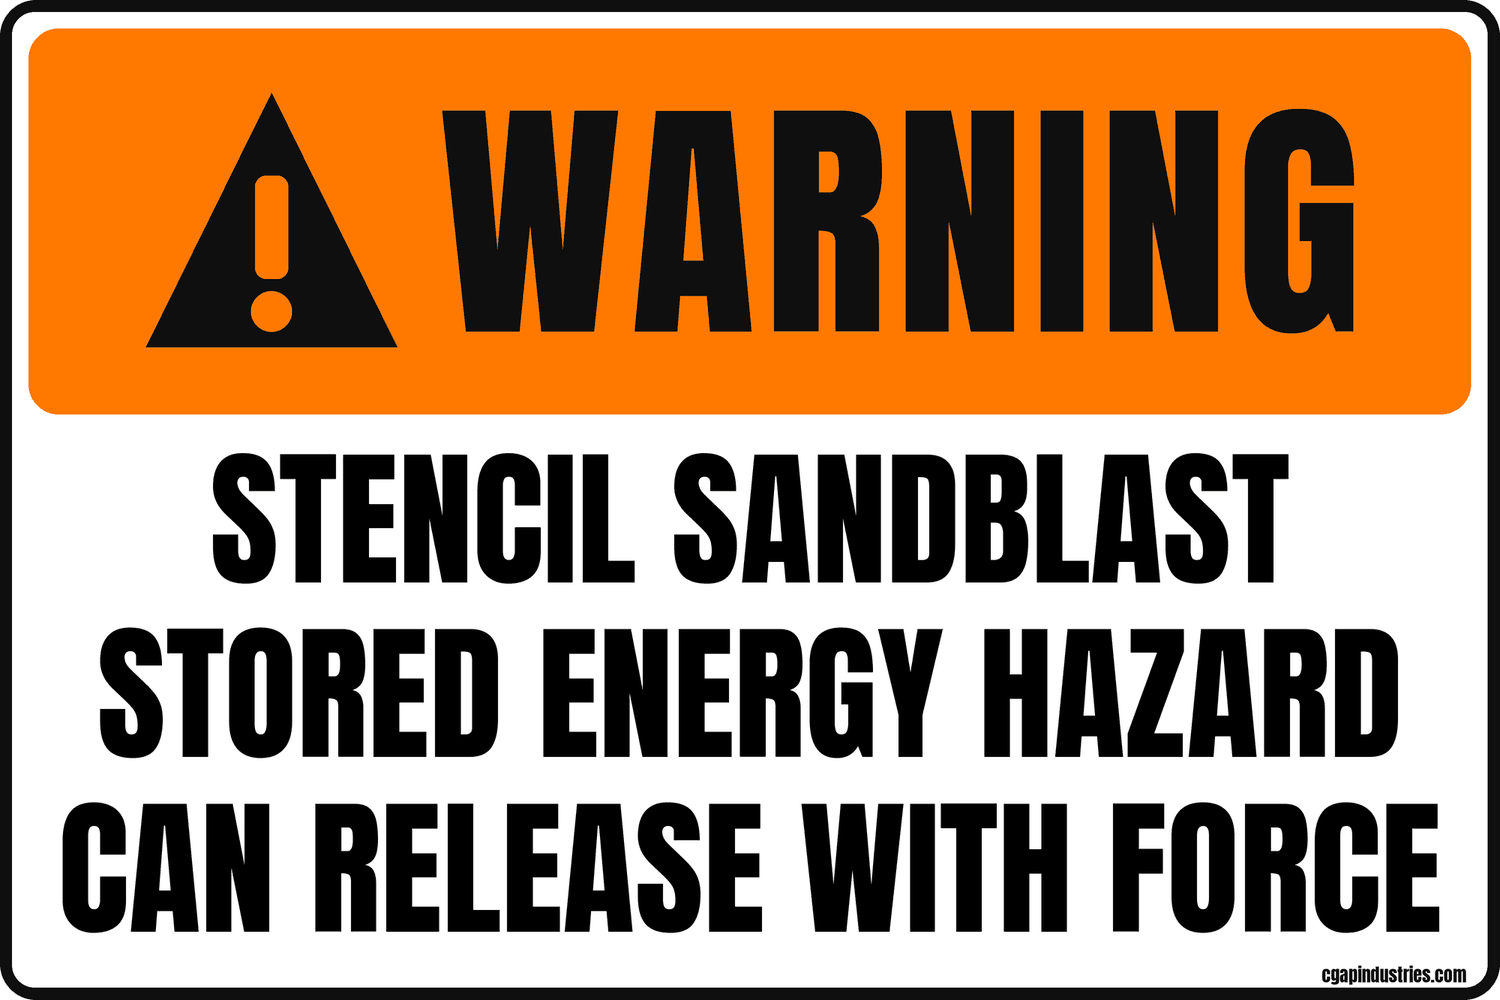 WARNING
STENCIL SANDBLAST
STORED ENERGY HAZARD
CAN RELEASE WITH FORCE
cgapindustries.com